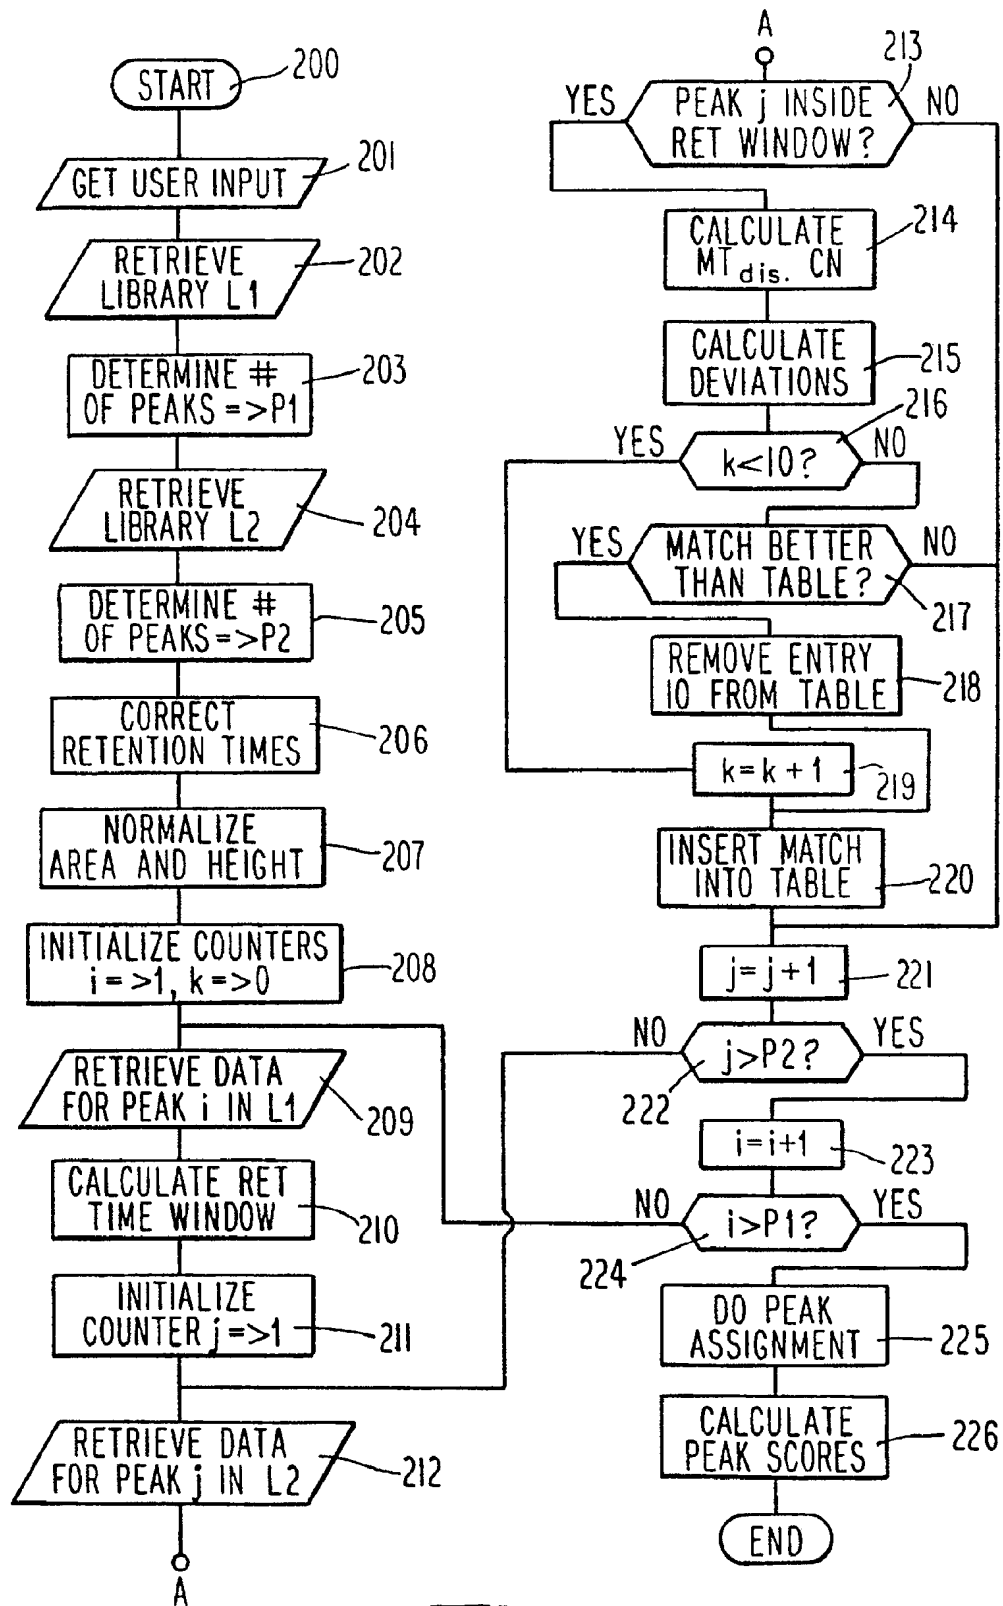 START
200
GET USER INPUT
201
RETRIEVE
LIBRARY L1
202
DETERMINE #
OF PEAKS =>P1
203
RETRIEVE
LIBRARY L2
204
DETERMINE #
OF PEAKS =>P2
205
CORRECT
RETENTION TIMES
206
NORMALIZE
AREA AND HEIGHT
207
INITIALIZE COUNTERS
i =>1, k =>0
208
RETRIEVE DATA
FOR PEAK i IN L1
209
CALCULATE RET
TIME WINDOW
210
INITIALIZE
COUNTER j =>1
211
RETRIEVE DATA
FOR PEAK j IN L2
212
A
A
213
YES
PEAK j INSIDE
RET WINDOW?
NO
CALCULATE
MT dis. CN
214
CALCULATE
DEVIATIONS
215
216
YES
k<10?
NO
YES
MATCH BETTER
THAN TABLE?
NO
217
REMOVE ENTRY
10 FROM TABLE
218
k=k+1
219
INSERT MATCH
INTO TABLE
220
j=j+1
221
NO
j>P2?
YES
222
i=i+1
223
NO
i>P1?
YES
224
DO PEAK
ASSIGNMENT
225
CALCULATE
PEAK SCORES
226
END